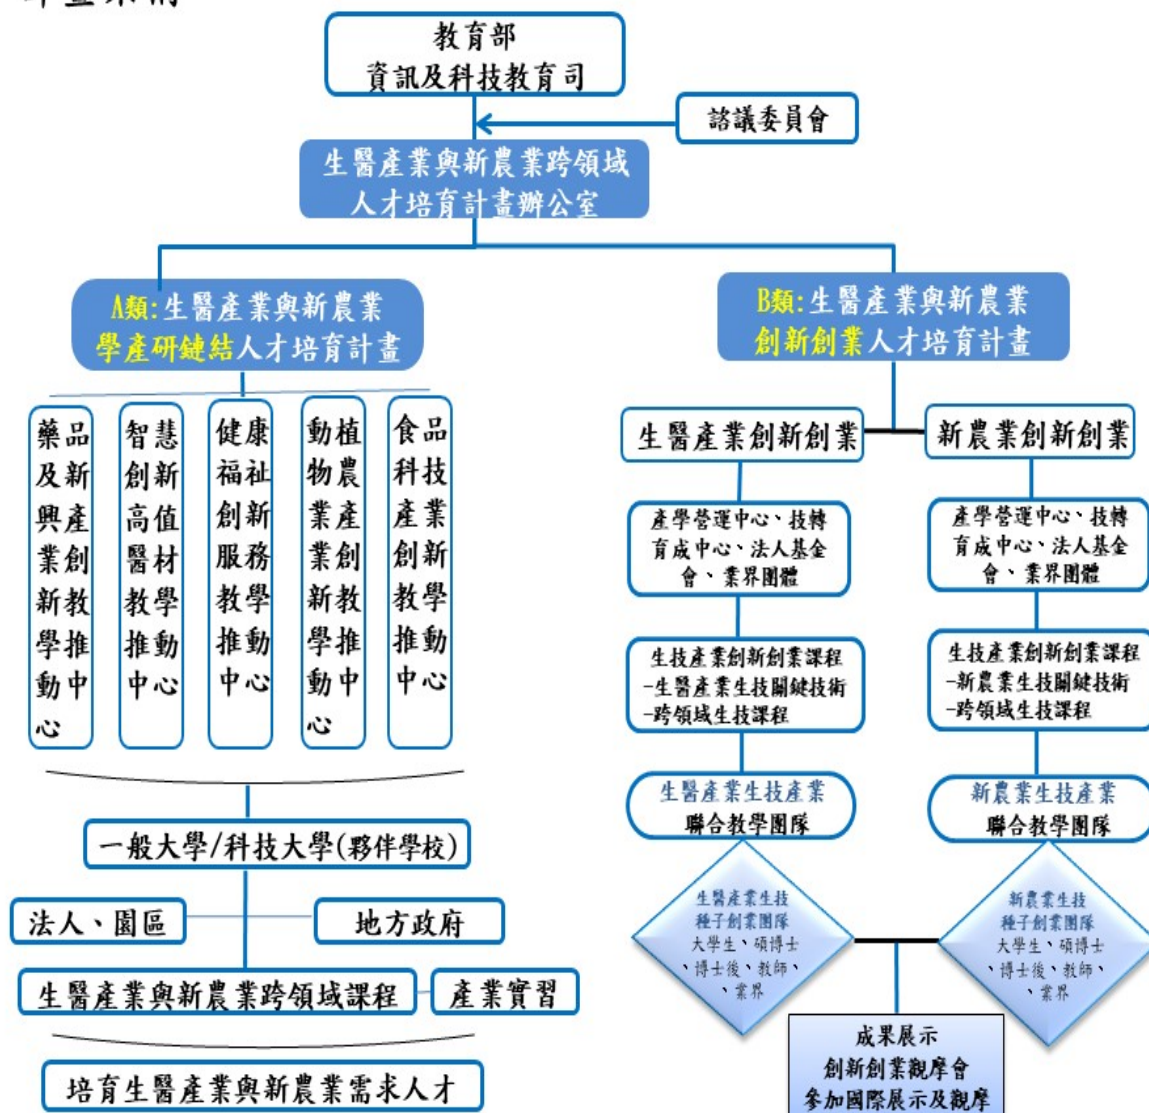 教育部
資訊及科技教育司
諮議委員會
生醫產業與新農業跨領域
人才培育計畫辦公室
A類:生醫產業與新農業
學產研鏈結人才培育計畫
藥品
及新
興產
業創
新教
學推
動中
心
智慧
創新
高值
醫材
教學
推動
中心
健康
福祉
創新
服務
教學
推動
中心
動植
物農
業產
業創
新教
學推
動中
心
食品
科技
產業
創新
教學
推動
中心
一般大學/科技大學(夥伴學校)
法人、園區
地方政府
生醫產業與新農業跨領域課程
產業實習
培育生醫產業與新農業需求人才
B類:生醫產業與新農業
創新創業人才培育計畫
生醫產業創新創業
新農業創新創業
產學營運中心、技轉
育成中心、法人基金
會、業界團體
產學營運中心、技轉
育成中心、法人基金
會、業界團體
生技產業創新創業課程
-生醫產業生技關鍵技術
-跨領域生技課程
生技產業創新創業課程
-新農業生技關鍵技術
-跨領域生技課程
生醫產業生技產業
聯合教學團隊
新農業生技產業
聯合教學團隊
生醫產業生技
種子創業團隊
大學生、碩博士
、博士後、教師、
、業界
新農業生技
種子創業團隊
大學生、碩博士
、博士後、教師、
、業界
成果展示
創新創業觀摩會
參加國際展示及觀摩